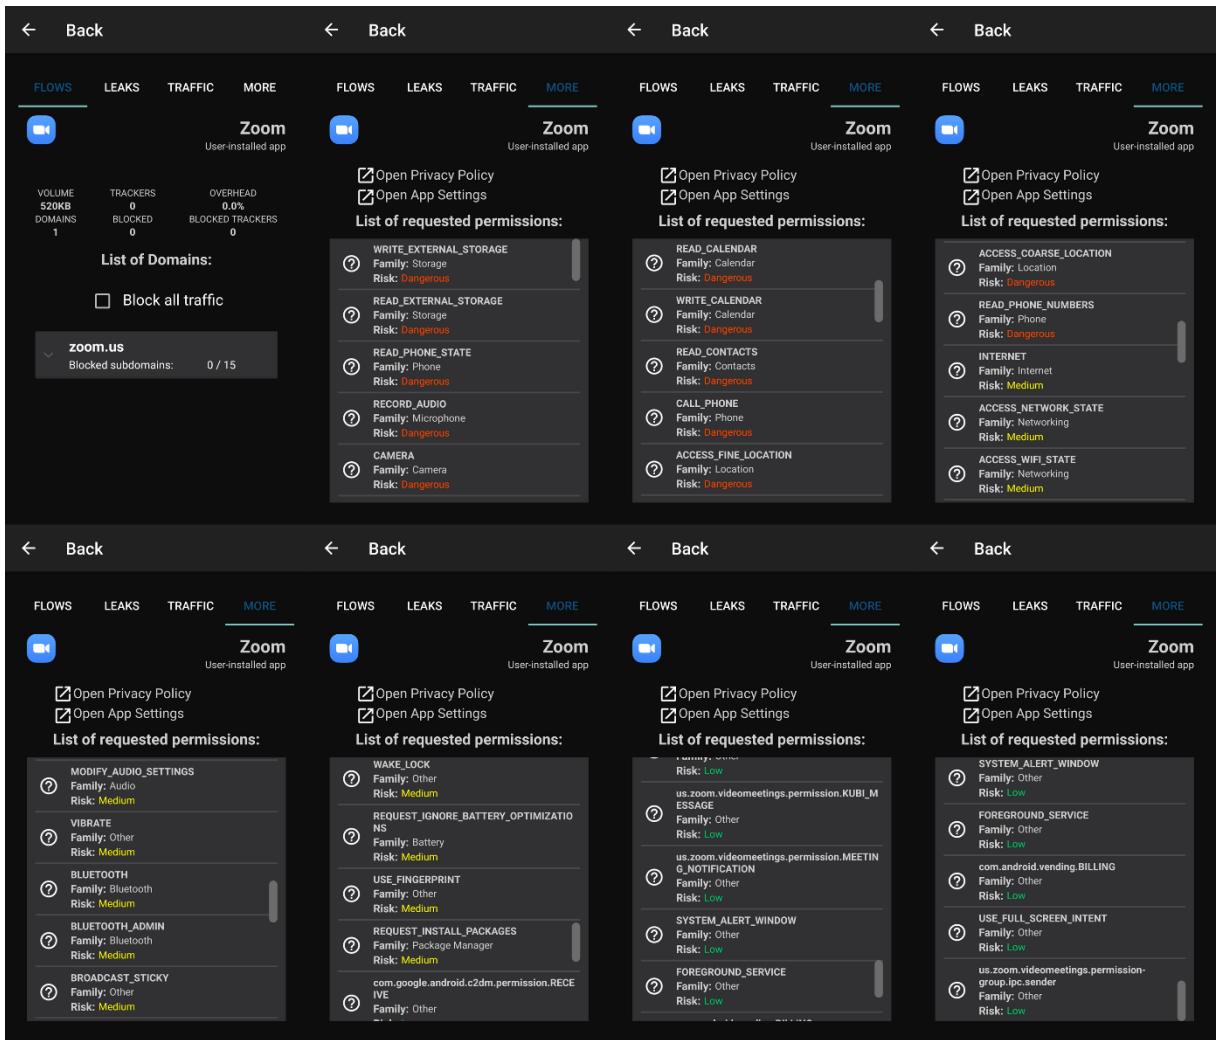 Back
FLOWS LEAKS TRAFFIC MORE
Zoom
User-installed app
VOLUME TRACKERS OVERHEAD
520KB 0 0.0%
DOMAINS BLOCKED BLOCKED TRACKERS
1 0 0
List of Domains:
Block all traffic
zoom.us
Blocked subdomains: 0 / 15
Back
FLOWS LEAKS TRAFFIC MORE
Zoom
User-installed app
Open Privacy Policy
Open App Settings
List of requested permissions:
WRITE_EXTERNAL_STORAGE
Family: Storage
Risk: Dangerous
READ_EXTERNAL_STORAGE
Family: Storage
Risk: Dangerous
READ_PHONE_STATE
Family: Phone
Risk: Dangerous
RECORD_AUDIO
Family: Microphone
Risk: Dangerous
CAMERA
Family: Camera
Risk: Dangerous
Back
FLOWS LEAKS TRAFFIC MORE
Zoom
User-installed app
Open Privacy Policy
Open App Settings
List of requested permissions:
READ_CALENDAR
Family: Calendar
Risk: Dangerous
WRITE_CALENDAR
Family: Calendar
Risk: Dangerous
READ_CONTACTS
Family: Contacts
Risk: Dangerous
CALL_PHONE
Family: Phone
Risk: Dangerous
ACCESS_FINE_LOCATION
Family: Location
Risk: Dangerous
Back
FLOWS LEAKS TRAFFIC MORE
Zoom
User-installed app
Open Privacy Policy
Open App Settings
List of requested permissions:
ACCESS_COARSE_LOCATION
Family: Location
Risk: Dangerous
READ_PHONE_NUMBERS
Family: Phone
Risk: Dangerous
INTERNET
Family: Internet
Risk: Medium
ACCESS_NETWORK_STATE
Family: Networking
Risk: Medium
ACCESS_WIFI_STATE
Family: Networking
Risk: Medium
Back
FLOWS LEAKS TRAFFIC MORE
Zoom
User-installed app
Open Privacy Policy
Open App Settings
List of requested permissions:
MODIFY_AUDIO_SETTINGS
Family: Audio
Risk: Medium
VIBRATE
Family: Other
Risk: Medium
BLUETOOTH
Family: Bluetooth
Risk: Medium
BLUETOOTH_ADMIN
Family: Bluetooth
Risk: Medium
BROADCAST_STICKY
Family: Other
Risk: Medium
Back
FLOWS LEAKS TRAFFIC MORE
Zoom
User-installed app
Open Privacy Policy
Open App Settings
List of requested permissions:
WAKE_LOCK
Family: Other
Risk: Medium
REQUEST_IGNORE_BATTERY_OPTIMIZATIO
NS
Family: Battery
Risk: Medium
USE_FINGERPRINT
Family: Other
Risk: Medium
REQUEST_INSTALL_PACKAGES
Family: Package Manager
Risk: Medium
com.google.android.c2dm.permission.RECE
IVE
Family: Other
Back
FLOWS LEAKS TRAFFIC MORE
Zoom
User-installed app
Open Privacy Policy
Open App Settings
List of requested permissions:
Risk: Low
us.zoom.videomeetings.permission.KUBI_M
ESSAGE
Family: Other
Risk: Low
us.zoom.videomeetings.permission.MEETIN
G_NOTIFICATION
Family: Other
Risk: Low
SYSTEM_ALERT_WINDOW
Family: Other
Risk: Low
FOREGROUND_SERVICE
Family: Other
Risk: Low
Back
FLOWS LEAKS TRAFFIC MORE
Zoom
User-installed app
Open Privacy Policy
Open App Settings
List of requested permissions:
SYSTEM_ALERT_WINDOW
Family: Other
Risk: Low
FOREGROUND_SERVICE
Family: Other
Risk: Low
com.android.vending.BILLING
Family: Other
Risk: Low
USE_FULL_SCREEN_INTENT
Family: Other
Risk: Low
us.zoom.videomeetings.permission-
group.ipc.sender
Family: Other
Risk: Low